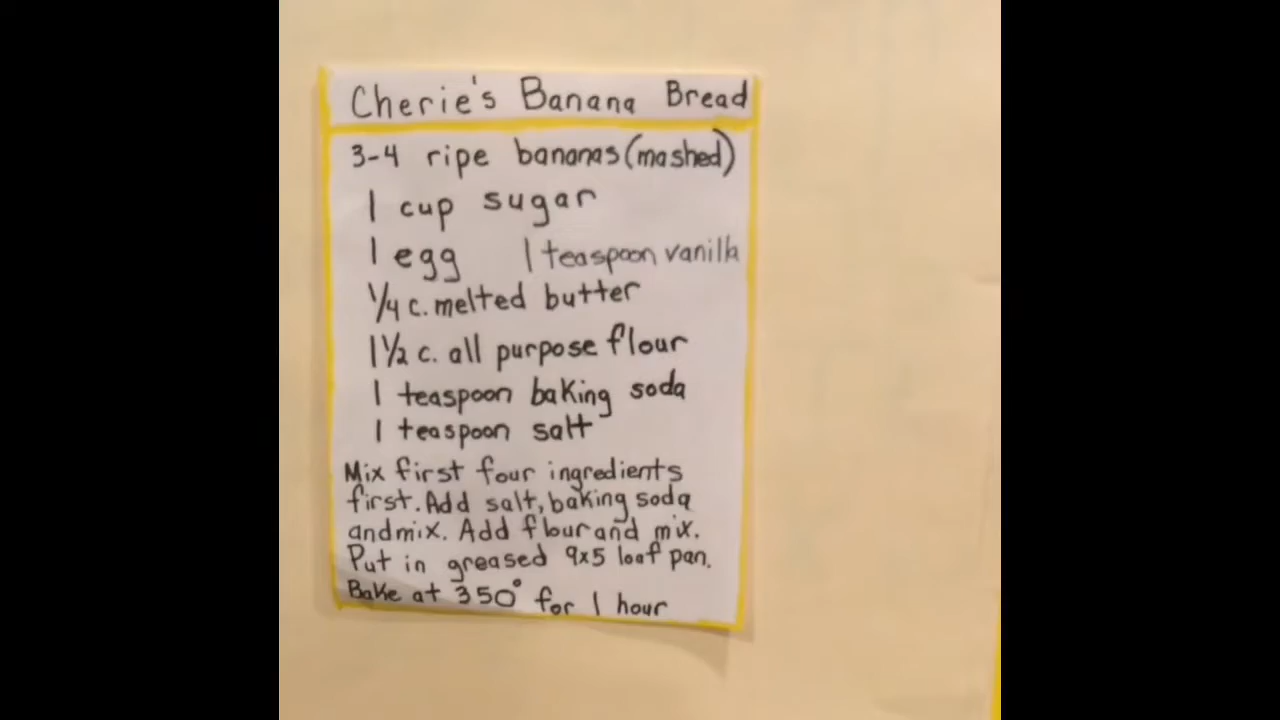 Cherie's Banana Bread
3-4 ripe bananas (mashed)
1 cup sugar
1 egg 1 teaspoon vanilla
1/4 c. melted butter
1 1/2 c. all purpose flour
1 teaspoon baking soda
1 teaspoon salt
Mix first four ingredients
first. Add salt, baking soda
and mix. Add flour and mix.
Put in greased 9x5 loaf pan.
Bake at 350° for 1 hour